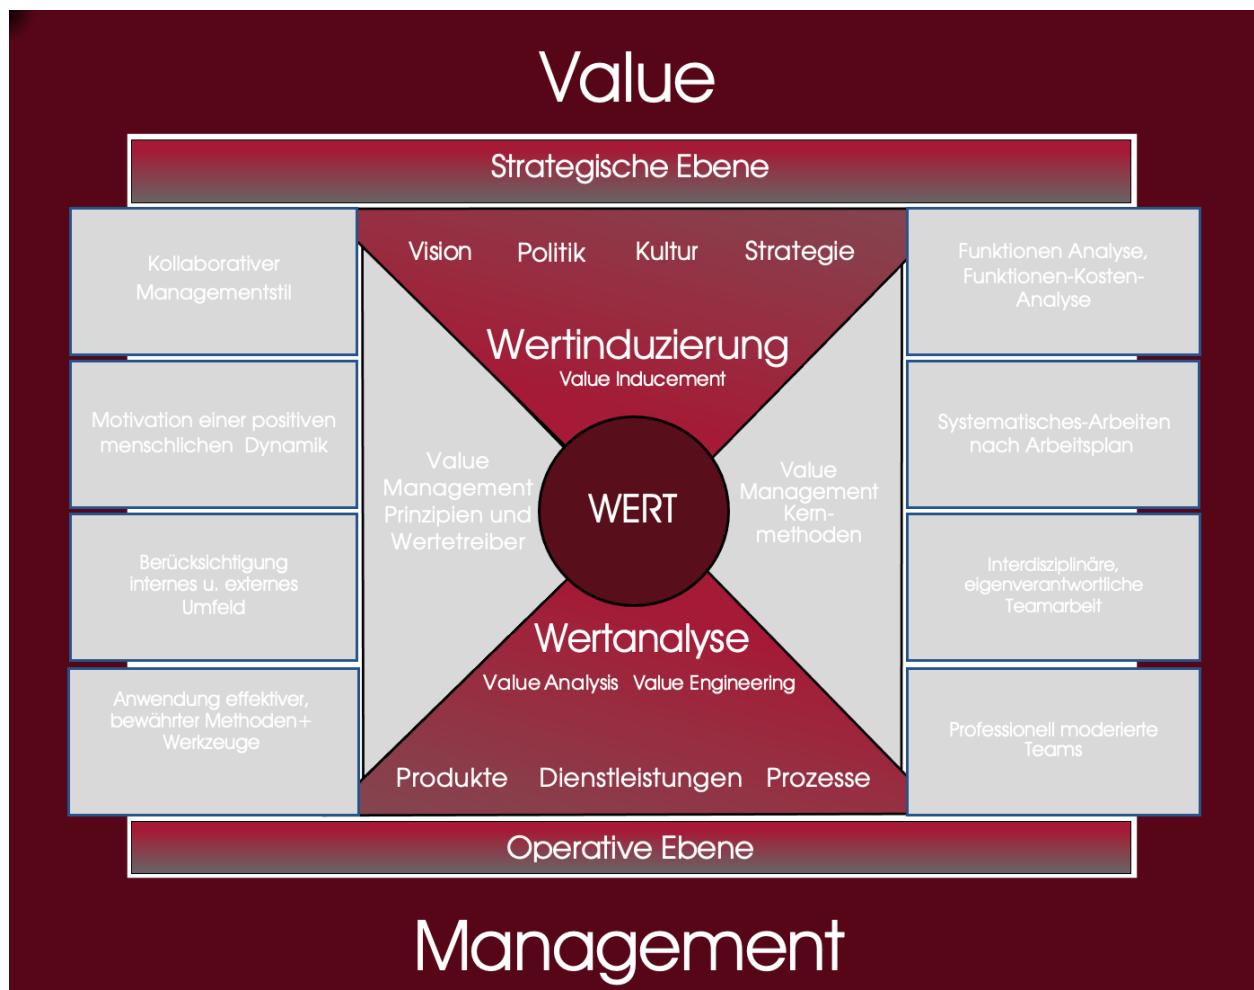 Value
Strategische Ebene
Vision Politik Kultur Strategie
Wertinduzierung
Value Inducement
Kollaborativer
Managementstil
Motivation einer positiven
menschlichen Dynamik
Berücksichtigung
internes u. externes
Umfeld
Anwendung effektiver,
bewährter Methoden+
Werkzeuge
Value
Management
Prinzipien und
Wertetreiber
WERT
Value
Management
Kern-
methoden
Funktionen Analyse,
Funktionen-Kosten-
Analyse
Systematisches-Arbeiten
nach Arbeitsplan
Interdisziplinäre,
eigenverantwortliche
Teamarbeit
Professionell moderierte
Teams
Wertanalyse
Value Analysis Value Engineering
Produkte Dienstleistungen Prozesse
Operative Ebene
Management